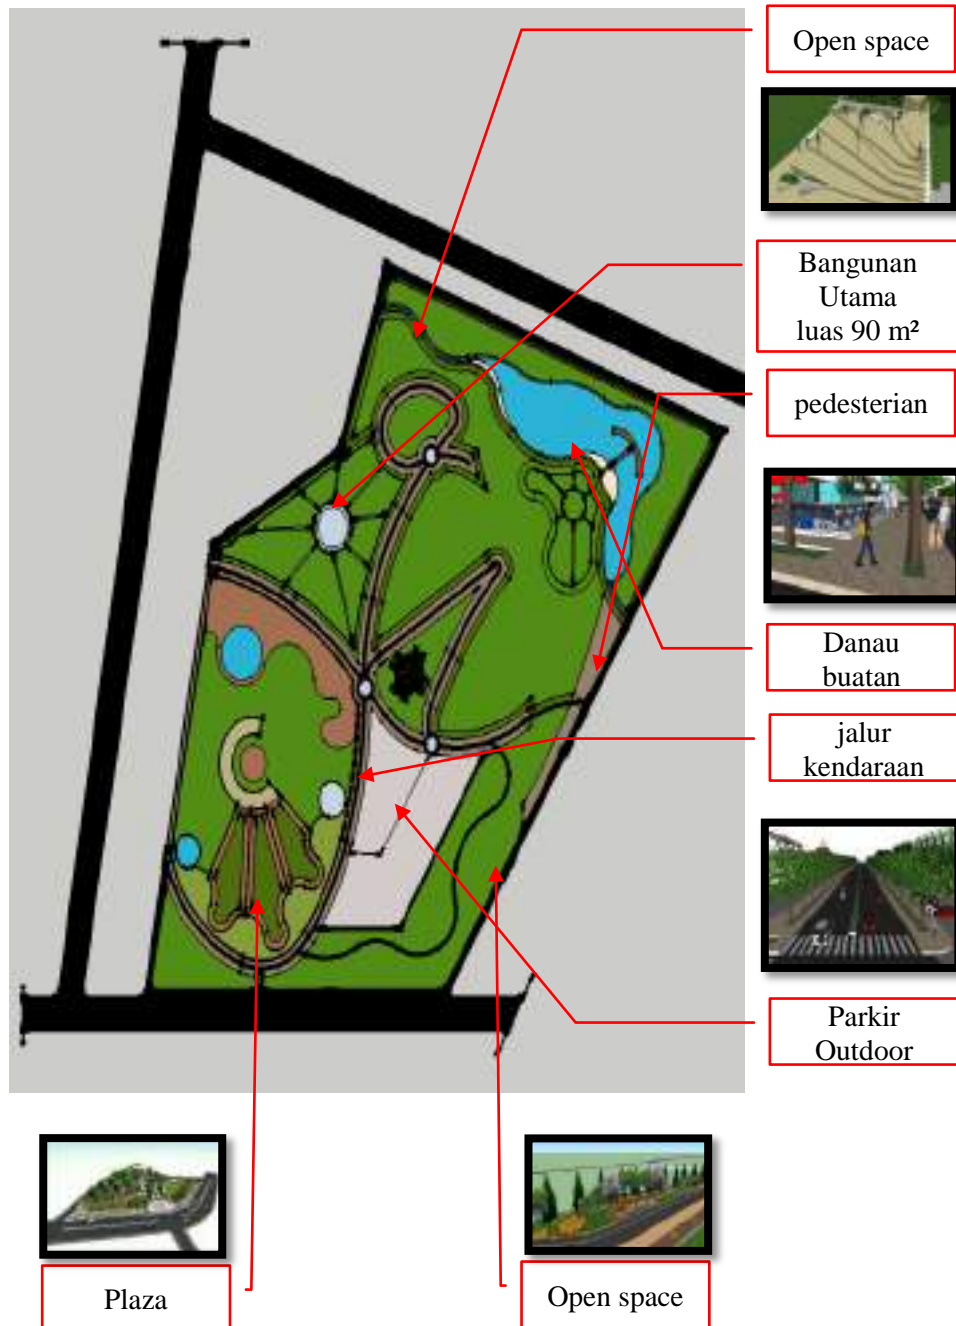 Open space
Bangunan
Utama
luas 90 m²
pedesterian
Danau
buatan
jalur
kendaraan
Parkir
Outdoor
Plaza
Open space